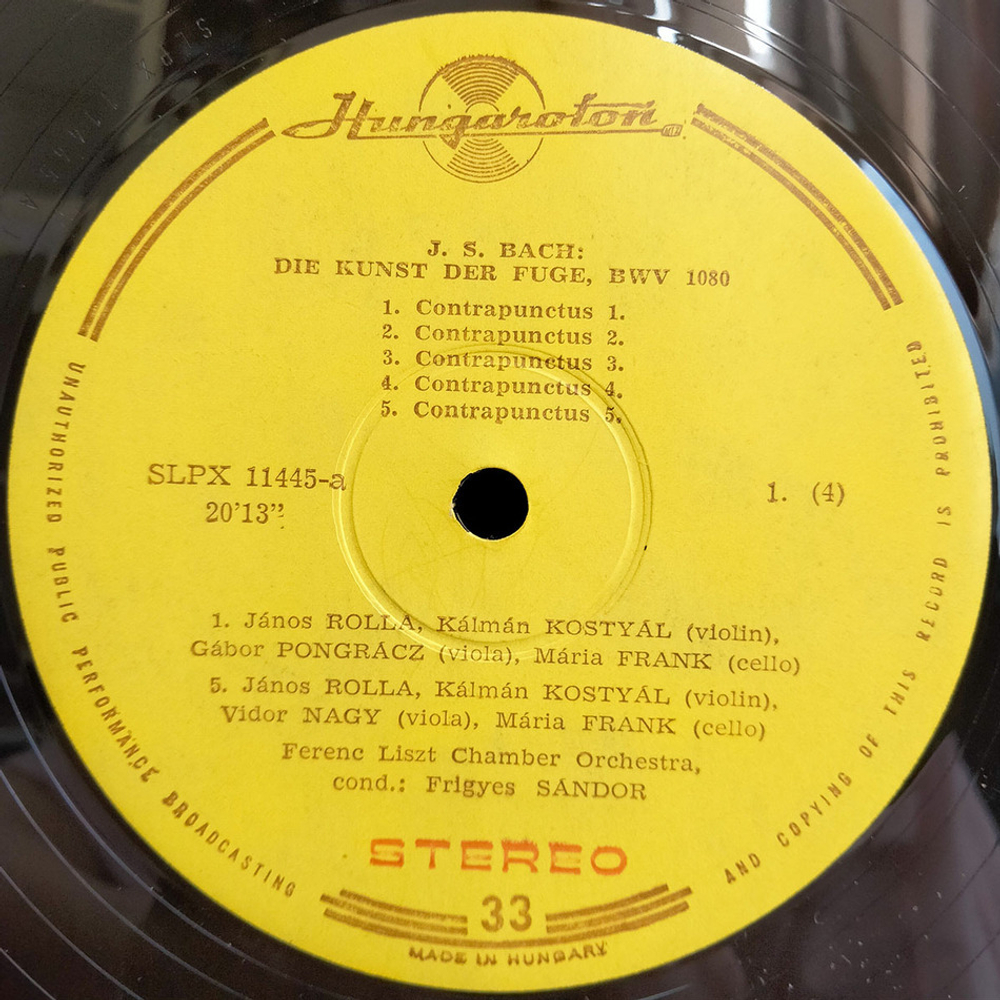 Hungaroton
J. S. BACH:
DIE KUNST DER FUGE, BWV 1080
1. Contrapunctus 1.
2. Contrapunctus 2.
3. Contrapunctus 3.
4. Contrapunctus 4.
5. Contrapunctus 5.
SLPX 11445-a
20'13"
1. (4)
1. János ROLLA, Kálmán KOSTYÁL (violin),
Gábor PONGRÁCZ (viola), Mária FRANK (cello)
5. János ROLLA, Kálmán KOSTYÁL (violin),
Vidor NAGY (viola), Mária FRANK (cello)
Ferenc Liszt Chamber Orchestra,
cond.: Frigyes SÁNDOR
STEREO
33
MADE IN HUNGARY
UNAUTHORIZED PUBLIC PERFORMANCE BROADCASTING AND COPYING OF THIS RECORD IS PROHIBITED